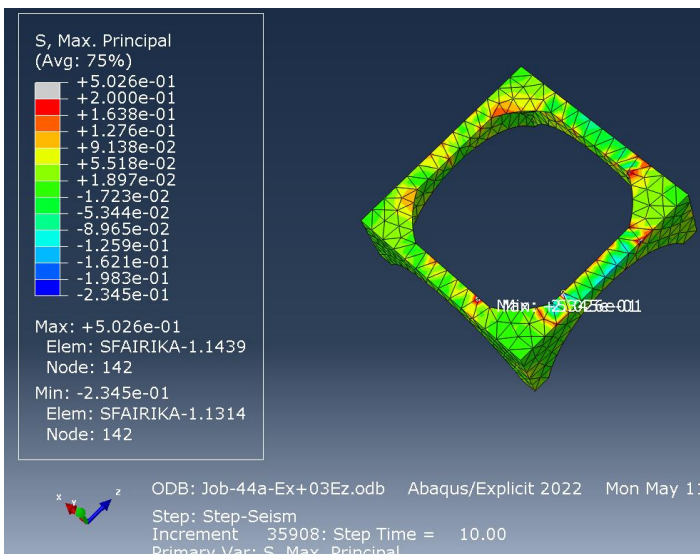 S, Max. Principal
(Avg: 75%)
+5.026e-01
+2.000e-01
+1.638e-01
+1.276e-01
+9.138e-02
+5.518e-02
+1.897e-02
-1.723e-02
-5.344e-02
-8.965e-02
-1.259e-01
-1.621e-01
-1.983e-01
-2.345e-01
Max: +5.026e-01
Elem: SFAIRIKA-1.1439
Node: 142
Min: -2.345e-01
Elem: SFAIRIKA-1.1314
Node: 142
x Y z
ODB: Job-44a-Ex+03Ez.odb Abaqus/Explicit 2022 Mon May 11
Step: Step-Seism
Increment 35908: Step Time = 10.00
Primary Var: S, Max. Principal